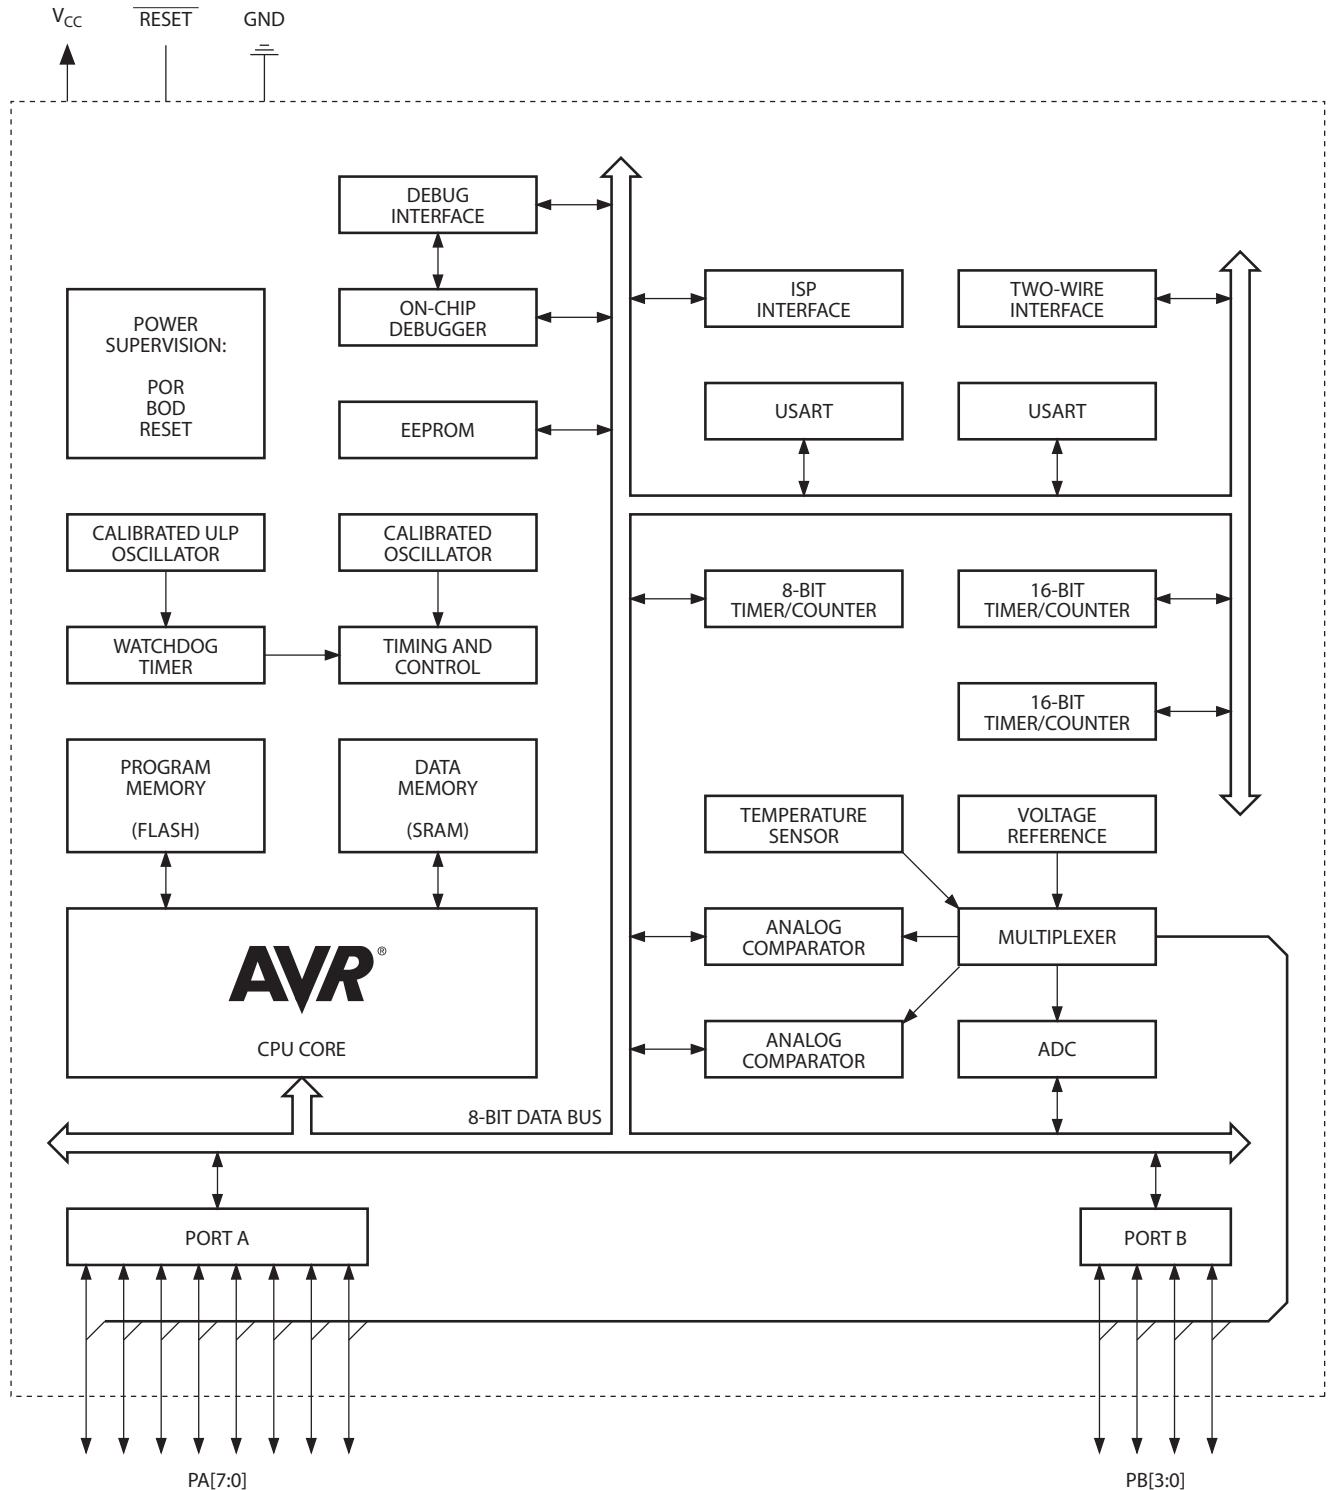 VCC
RESET
GND
DEBUG
INTERFACE
ISP
INTERFACE
TWO-WIRE
INTERFACE
POWER
SUPERVISION:
POR
BOD
RESET
ON-CHIP
DEBUGGER
EEPROM
USART
USART
CALIBRATED ULP
OSCILLATOR
CALIBRATED
OSCILLATOR
8-BIT
TIMER/COUNTER
16-BIT
TIMER/COUNTER
WATCHDOG
TIMER
TIMING AND
CONTROL
16-BIT
TIMER/COUNTER
PROGRAM
MEMORY
(FLASH)
DATA
MEMORY
(SRAM)
TEMPERATURE
SENSOR
VOLTAGE
REFERENCE
AVR®
CPU CORE
ANALOG
COMPARATOR
MULTIPLEXER
ANALOG
COMPARATOR
ADC
8-BIT DATA BUS
PORT A
PORT B
PA[7:0]
PB[3:0]